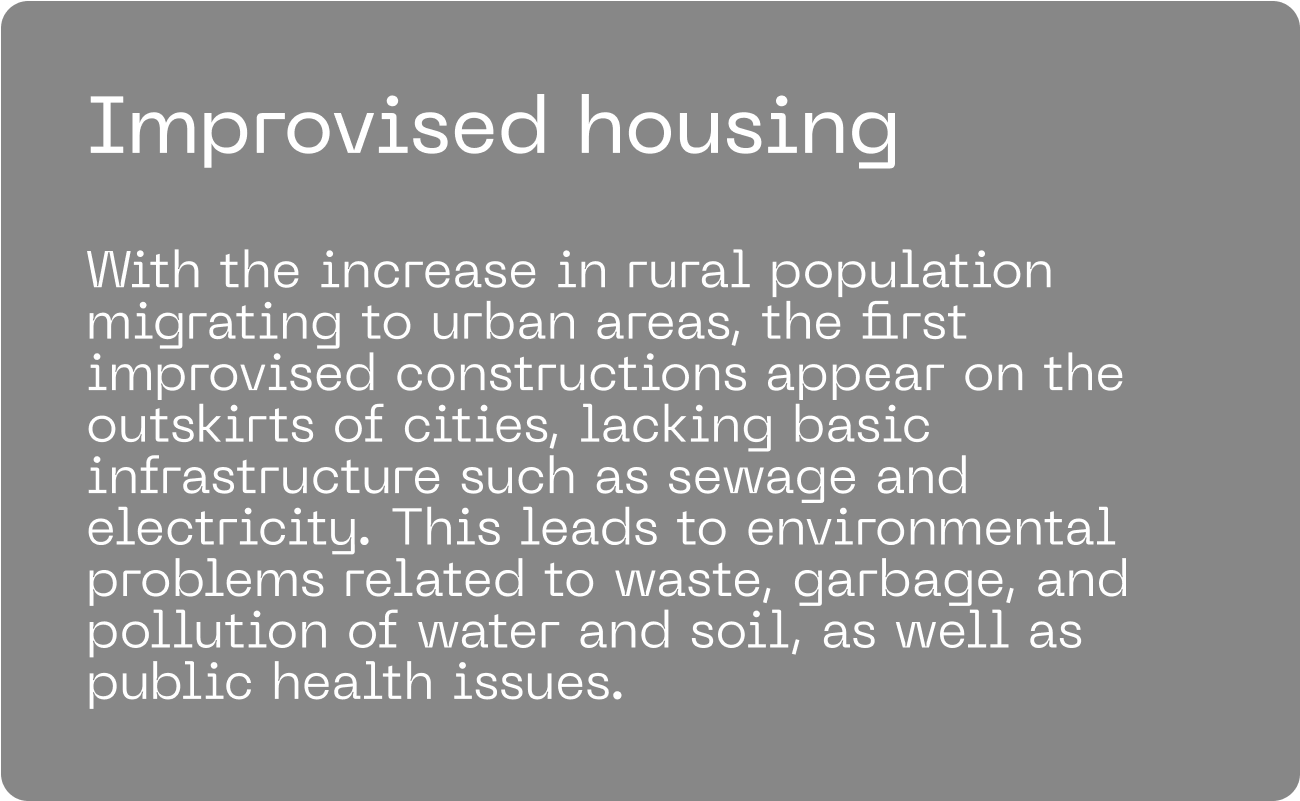 Improvised housing
With the increase in rural population
migrating to urban areas, the first
improvised constructions appear on the
outskirts of cities, lacking basic
infrastructure such as sewage and
electricity. This leads to environmental
problems related to waste, garbage, and
pollution of water and soil, as well as
public health issues.